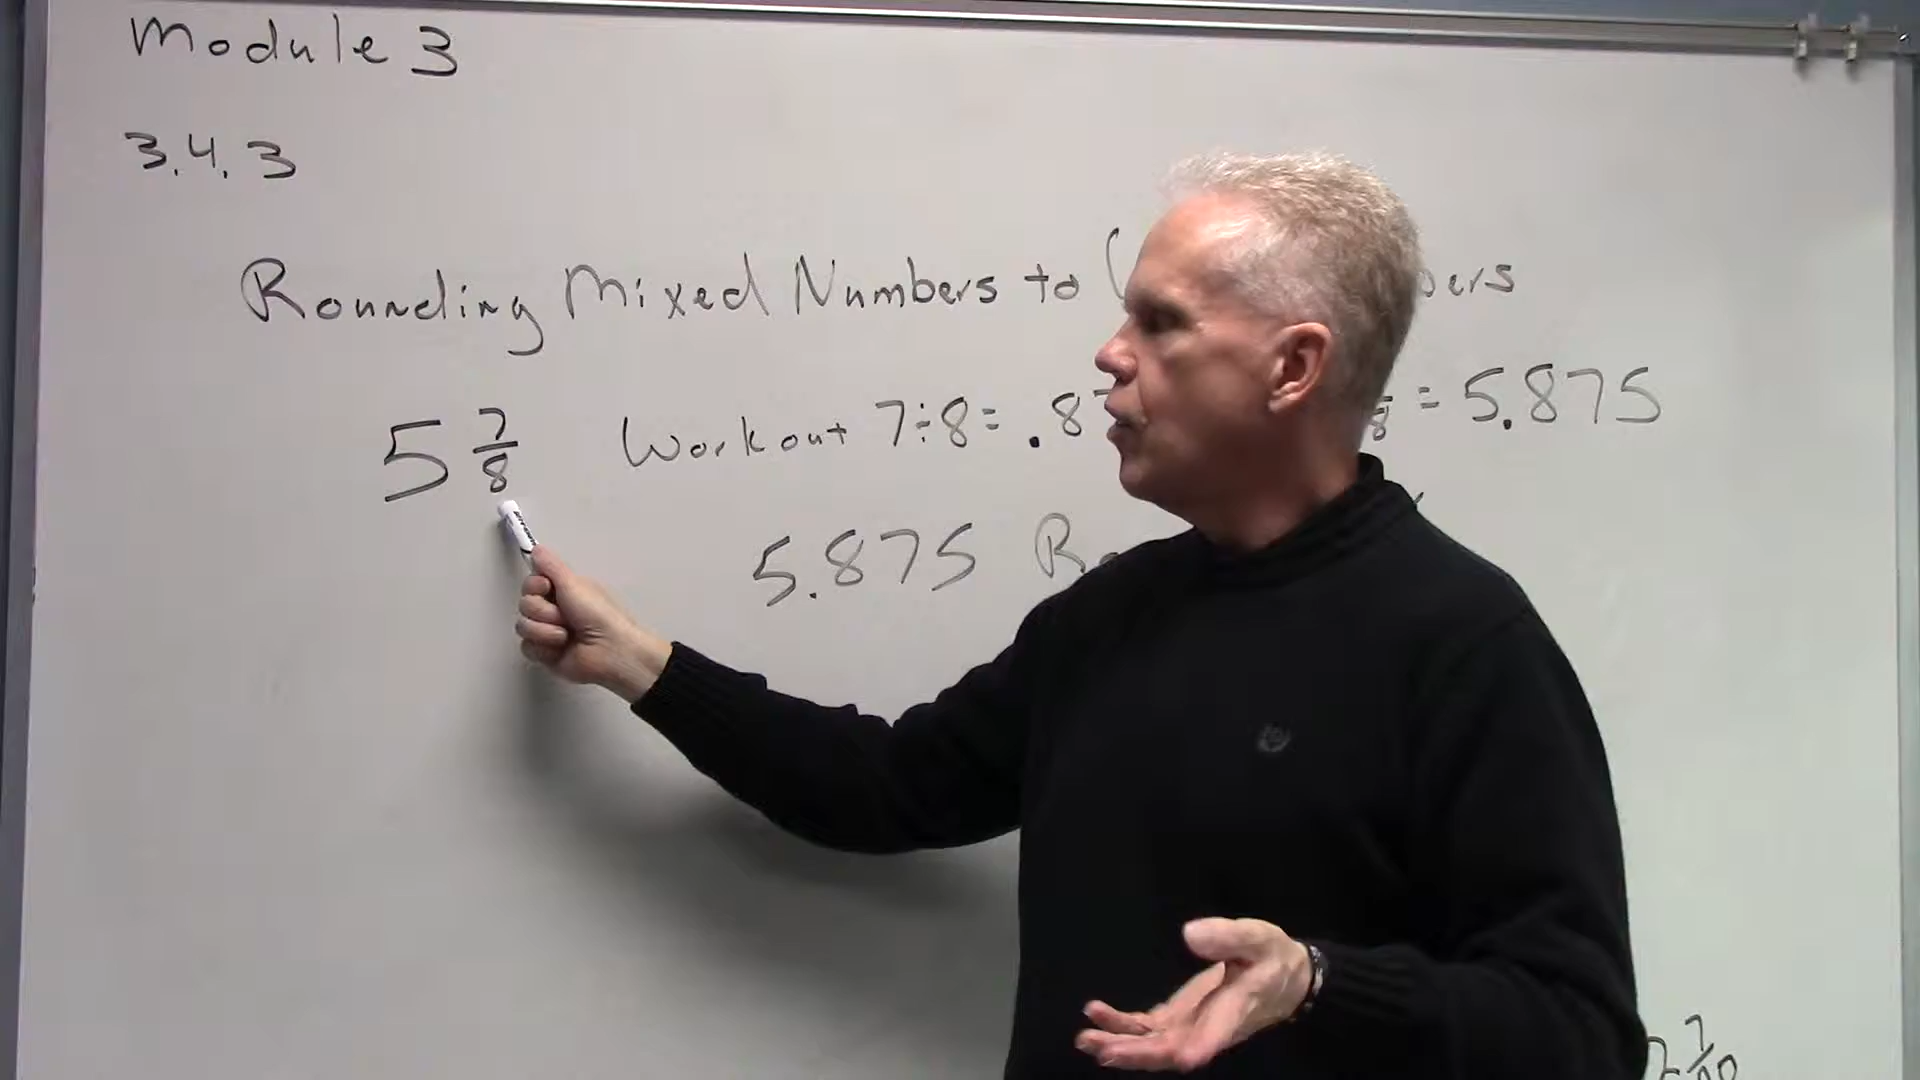 Module 3
3.4.3
Rounding Mixed Numbers to
5 7/8 Workout 7÷8= .8 = 5.875
5.875